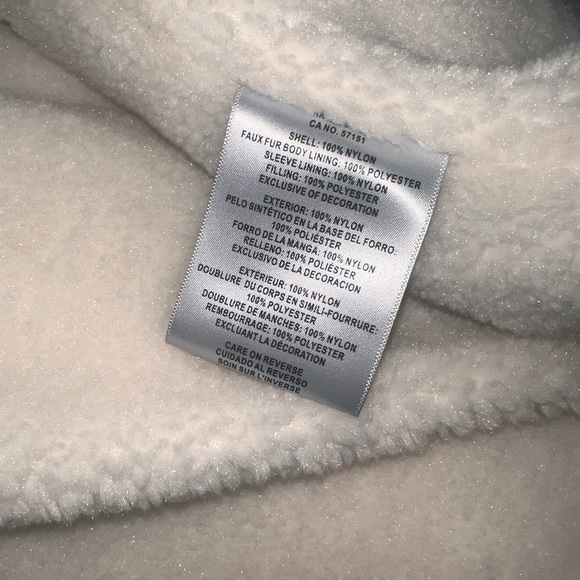 CA NO. 57151
SHELL: 100% NYLON
FAUX FUR BODY LINING: 100% POLYESTER
SLEEVE LINING: 100% NYLON
FILLING: 100% POLYESTER
EXCLUSIVE OF DECORATION
EXTERIOR: 100% NYLON
PELO SINTÉTICO EN LA BASE DEL FORRO:
100% POLIÉSTER
FORRO DE LA MANGA: 100% NYLON
RELLENO: 100% POLIÉSTER
EXCLUSIVO DE LA DECORACION
EXTÉRIEUR: 100% NYLON
DOUBLURE DU CORPS EN SIMILI-FOURRURE:
100% POLYESTER
DOUBLURE DE MANCHES: 100% NYLON
REMBOURRAGE: 100% POLYESTER
EXCLUANT LA DÉCORATION
CARE ON REVERSE
CUIDADO AL REVERSO
SOIN SUR L'INVERSE